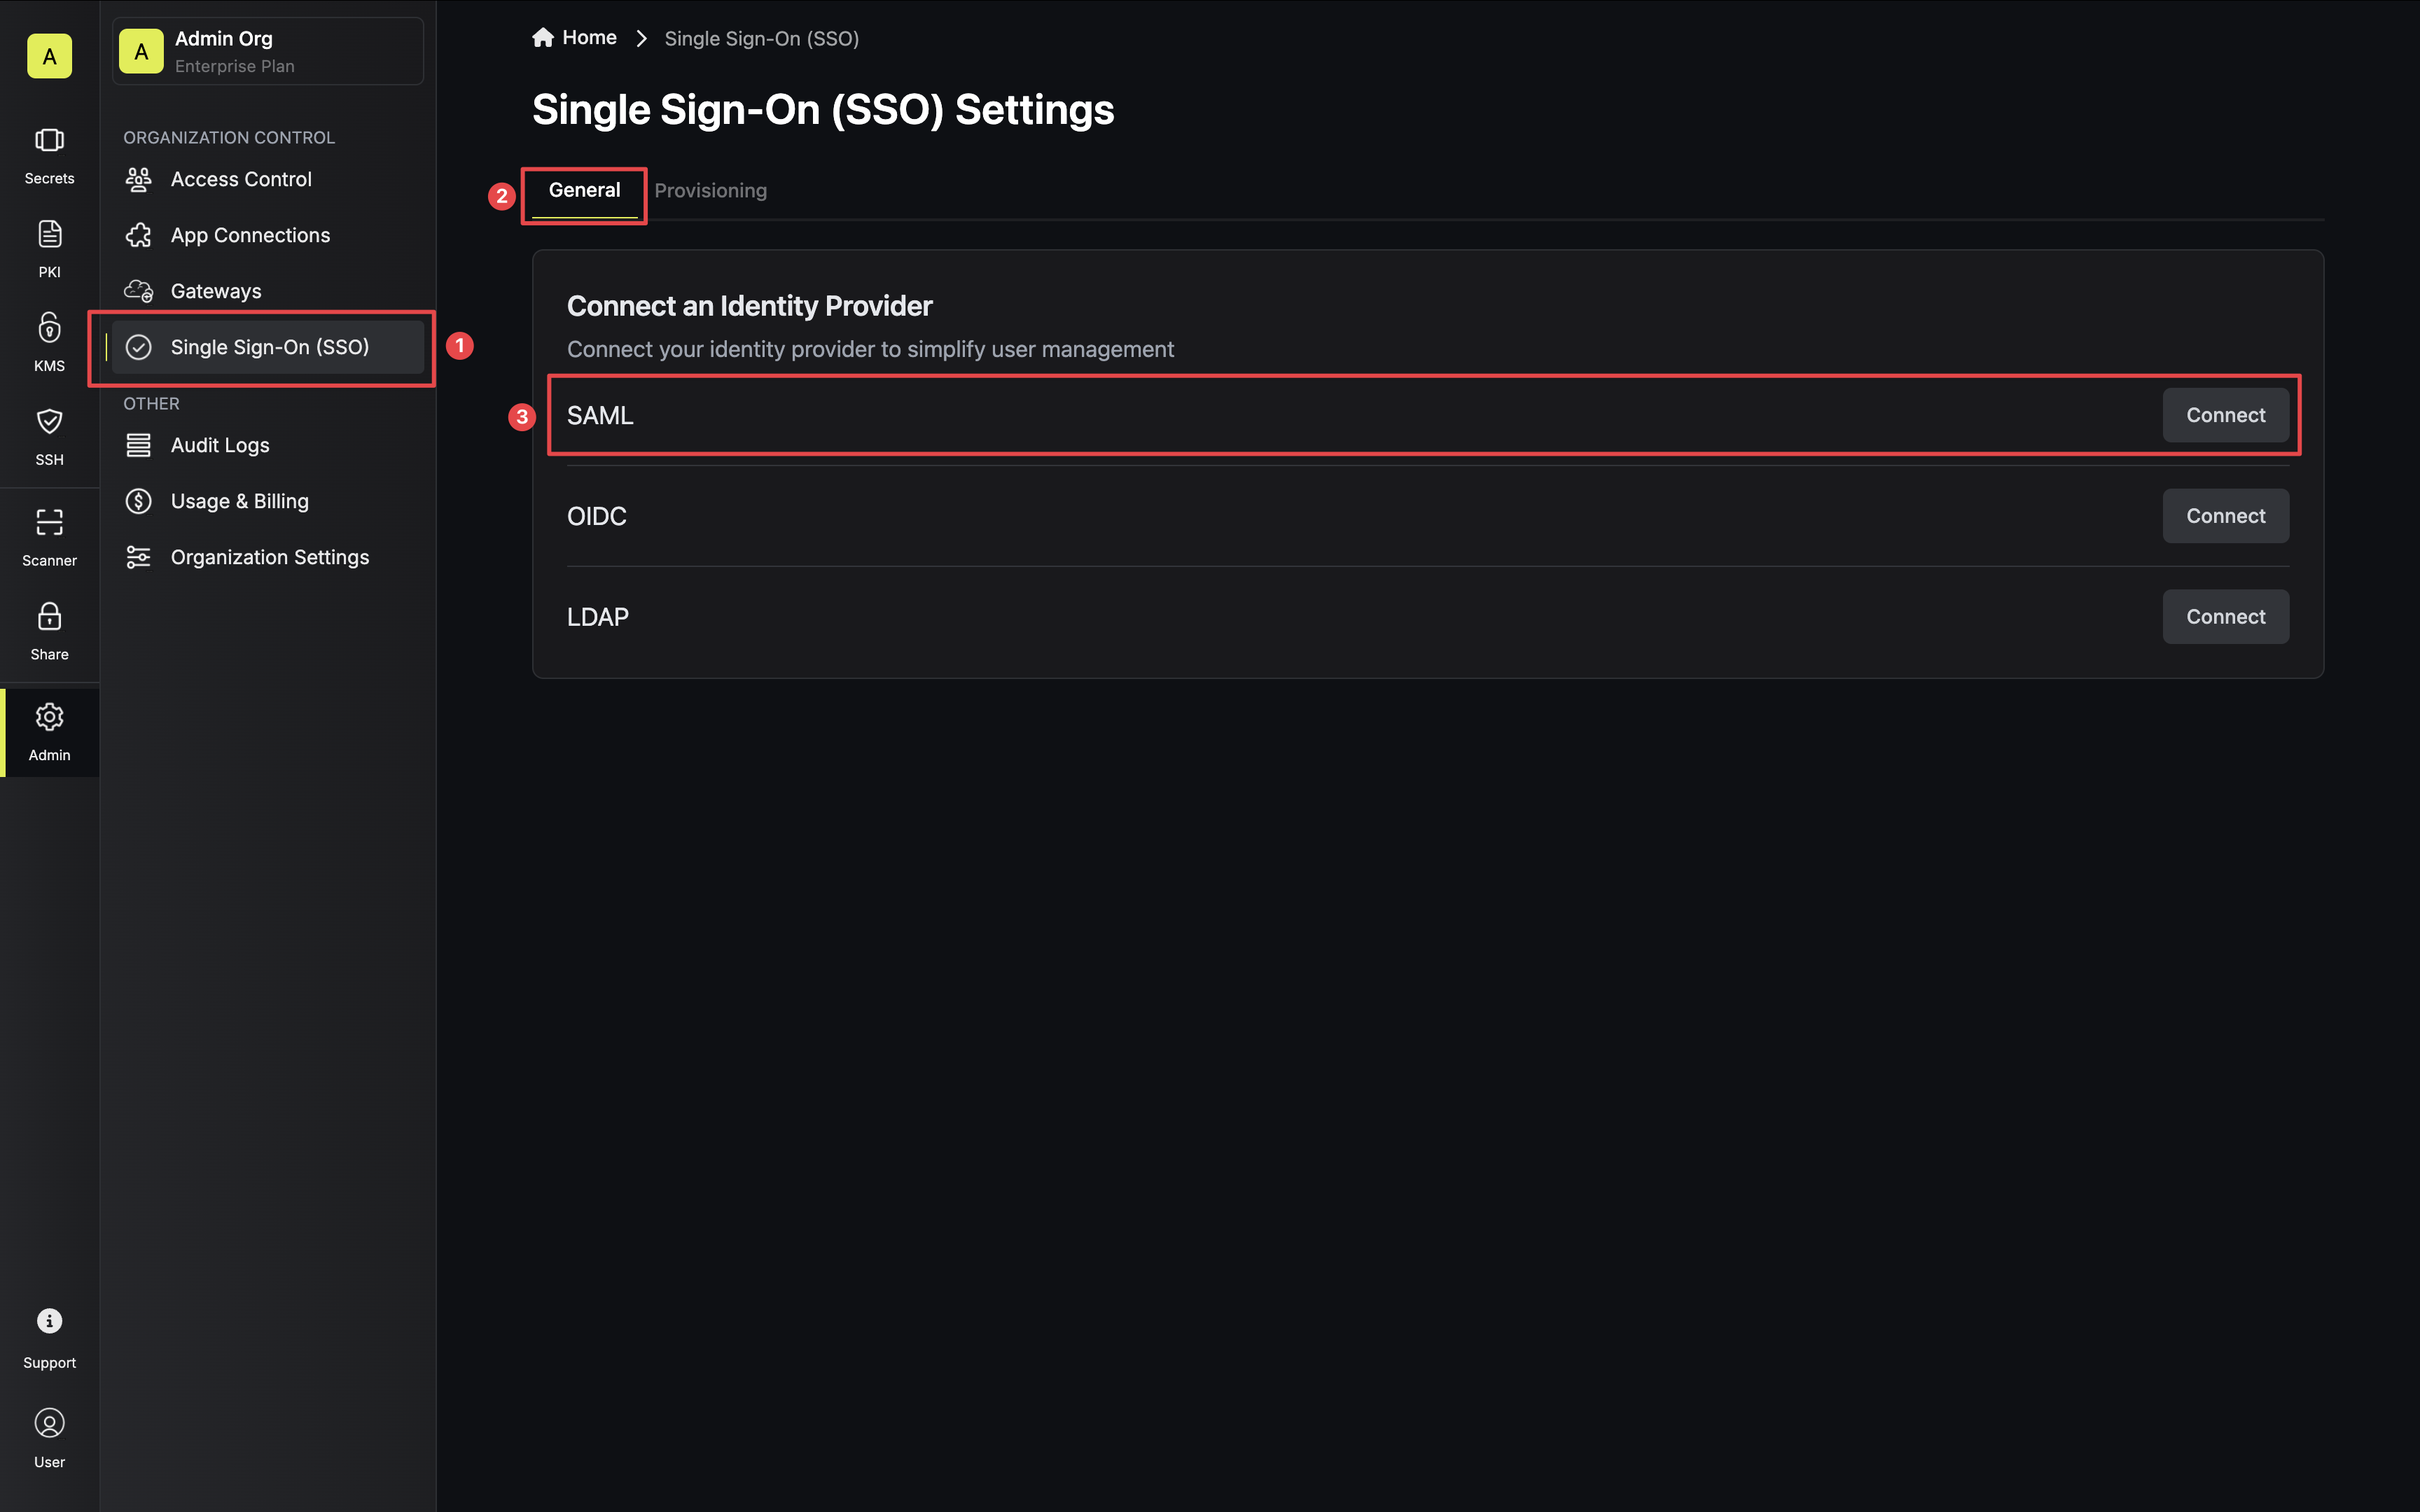 A
Secrets
PKI
KMS
SSH
Scanner
Share
Admin
Support
User
A
Admin Org
Enterprise Plan
ORGANIZATION CONTROL
Access Control
App Connections
Gateways
Single Sign-On (SSO)
1
OTHER
Audit Logs
Usage & Billing
Organization Settings
Home
Single Sign-On (SSO)
Single Sign-On (SSO) Settings
2
General
Provisioning
Connect an Identity Provider
Connect your identity provider to simplify user management
3
SAML
Connect
OIDC
Connect
LDAP
Connect